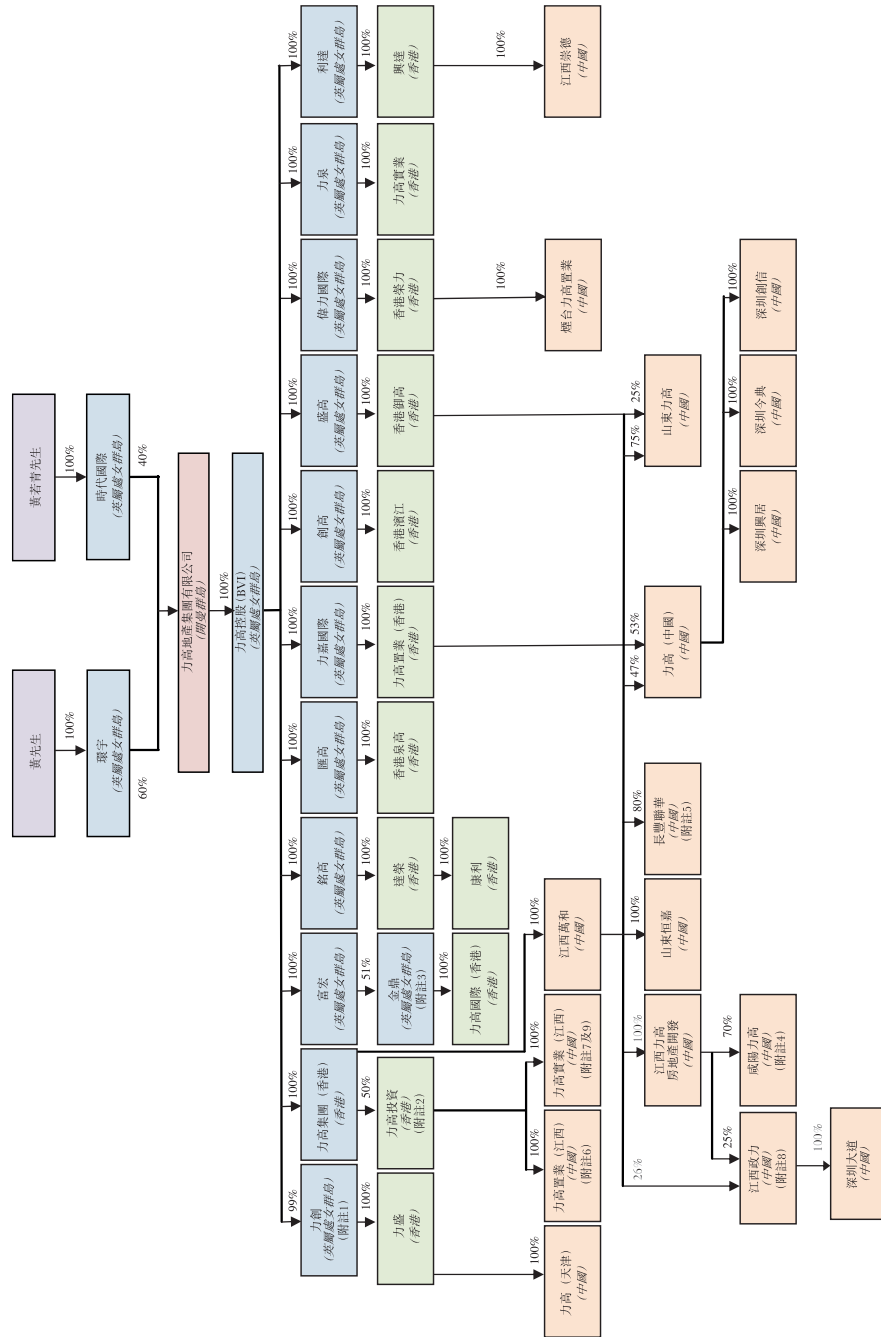 黃先生
黃若青先生
100%
100%
環宇
(英屬處女群島)
時代國際
(英屬處女群島)
60%
40%
力高地產集團有限公司
(開曼群島)
100%
力高控股(BVI)
(英屬處女群島)
99%
100%
100%
100%
100%
100%
100%
100%
100%
100%
100%
力創
(英屬處女群島)
(附註1)
力高集團（香港）
(香港)
富宏
(英屬處女群島)
銘高
(英屬處女群島)
匯高
(英屬處女群島)
力嘉國際
(英屬處女群島)
創高
(英屬處女群島)
盛高
(英屬處女群島)
偉力國際
(英屬處女群島)
力泉
(英屬處女群島)
利達
(英屬處女群島)
100%
50%
51%
100%
100%
100%
100%
100%
100%
100%
100%
力盛
(香港)
力高投資
(香港)
(附註2)
金鼎
(英屬處女群島)
(附註3)
達榮
(香港)
香港泉高
(香港)
力高置業（香港）
(香港)
香港濱江
(香港)
香港御高
(香港)
香港榮力
(香港)
力高實業
(香港)
興達
(香港)
100%
100%
力高國際（香港）
(香港)
康利
(香港)
100%
100%
100%
100%
100%
100%
力高（天津）
(中國)
力高置業（江西）
(中國)
(附註6)
力高實業（江西）
(中國)
(附註7及9)
江西萬和
(中國)
煙台力高置業
(中國)
江西崇德
(中國)
26%
100%
100%
80%
47%
53%
75%
25%
江西力高
房地產開發
(中國)
山東恒嘉
(中國)
長豐聯華
(中國)
(附註5)
力高（中國）
(中國)
山東力高
(中國)
25%
70%
100%
100%
100%
江西政力
(中國)
(附註8)
咸陽力高
(中國)
(附註4)
深圳興居
(中國)
深圳今典
(中國)
深圳創信
(中國)
100%
深圳大道
(中國)